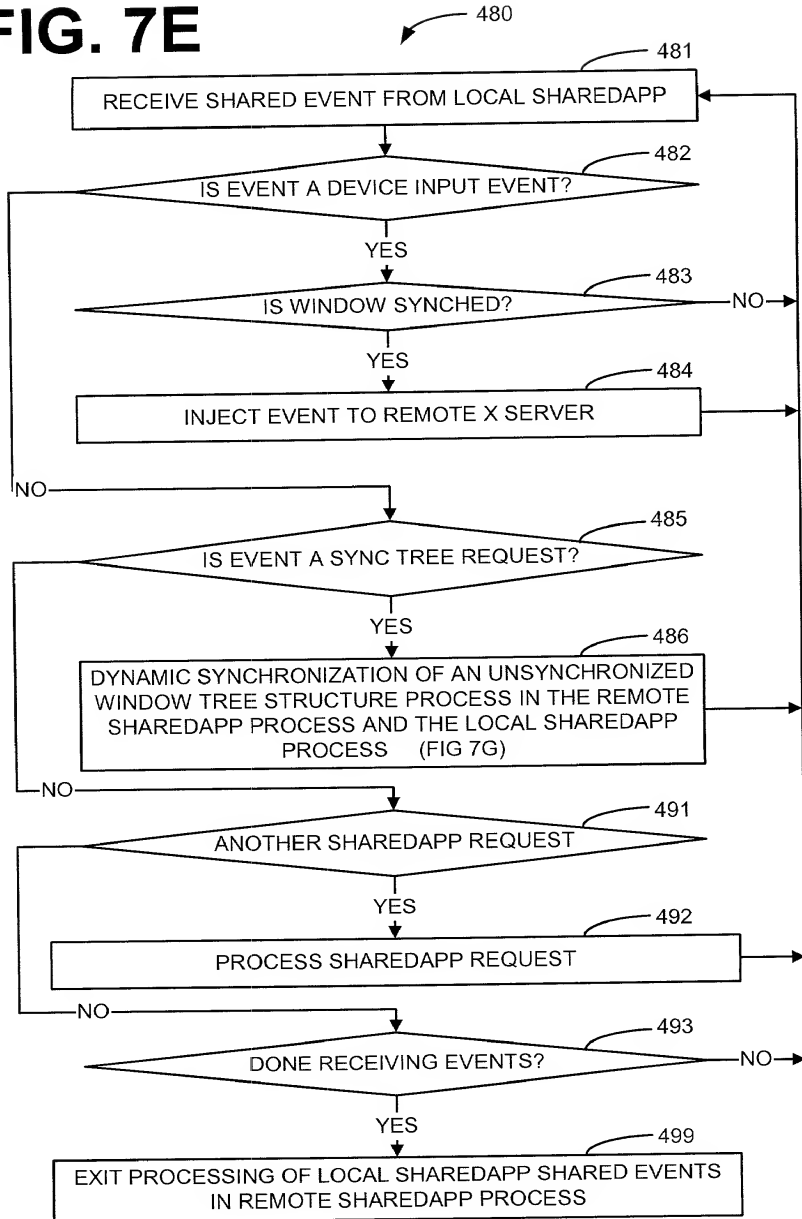 FIG. 7E
480
481
RECEIVE SHARED EVENT FROM LOCAL SHAREDAPP
482
IS EVENT A DEVICE INPUT EVENT?
YES
483
IS WINDOW SYNCHED?
NO
YES
484
INJECT EVENT TO REMOTE X SERVER
NO
485
IS EVENT A SYNC TREE REQUEST?
YES
486
DYNAMIC SYNCHRONIZATION OF AN UNSYNCHRONIZED
WINDOW TREE STRUCTURE PROCESS IN THE REMOTE
SHAREDAPP PROCESS AND THE LOCAL SHAREDAPP
PROCESS (FIG 7G)
NO
491
ANOTHER SHAREDAPP REQUEST
YES
492
PROCESS SHAREDAPP REQUEST
NO
493
DONE RECEIVING EVENTS?
NO
YES
499
EXIT PROCESSING OF LOCAL SHAREDAPP SHARED EVENTS
IN REMOTE SHAREDAPP PROCESS